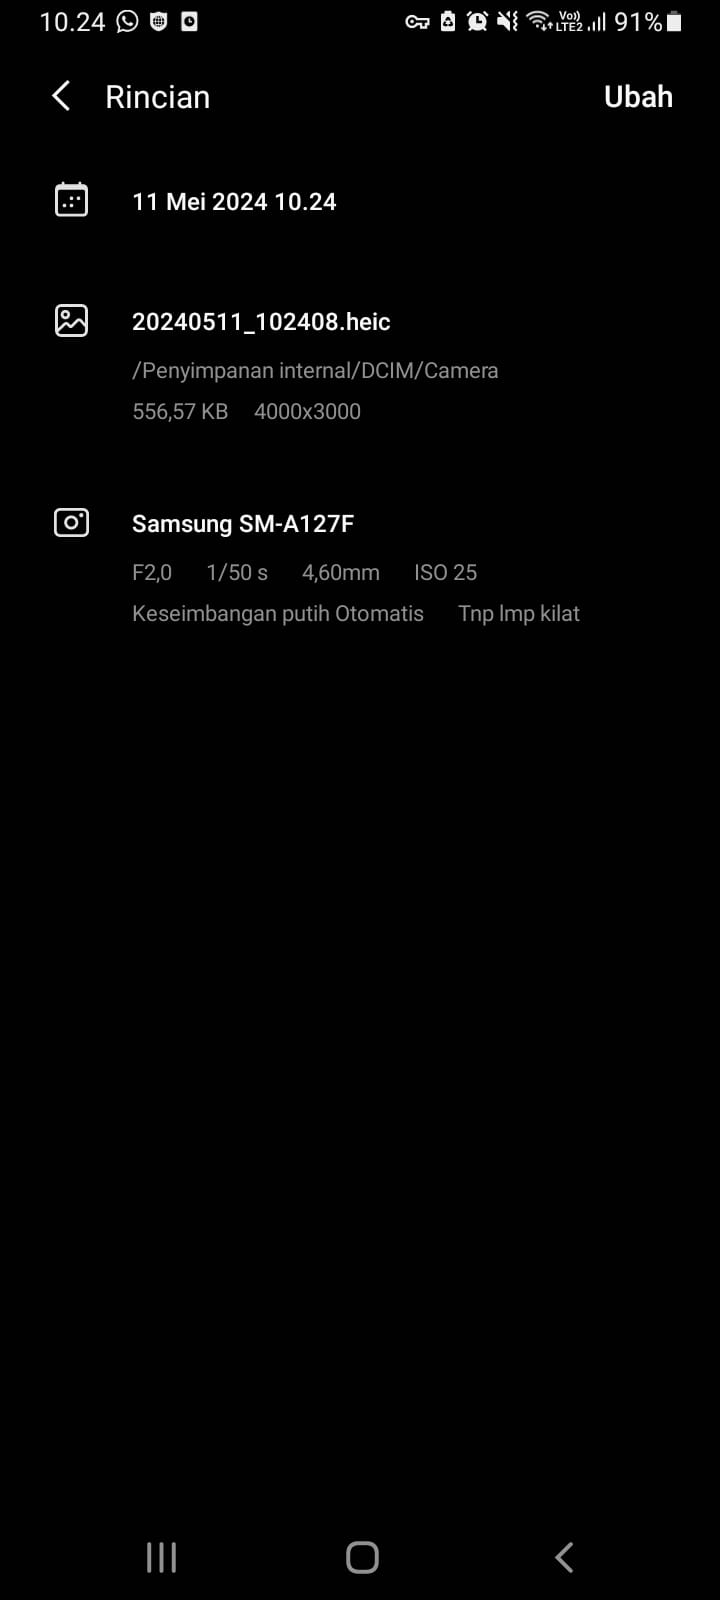 10.24 Vo)) LTE2 91%
Rincian Ubah
11 Mei 2024 10.24
20240511_102408.heic
/Penyimpanan internal/DCIM/Camera
556,57 KB 4000x3000
Samsung SM-A127F
F2,0 1/50 s 4,60mm ISO 25
Keseimbangan putih Otomatis Tnp lmp kilat